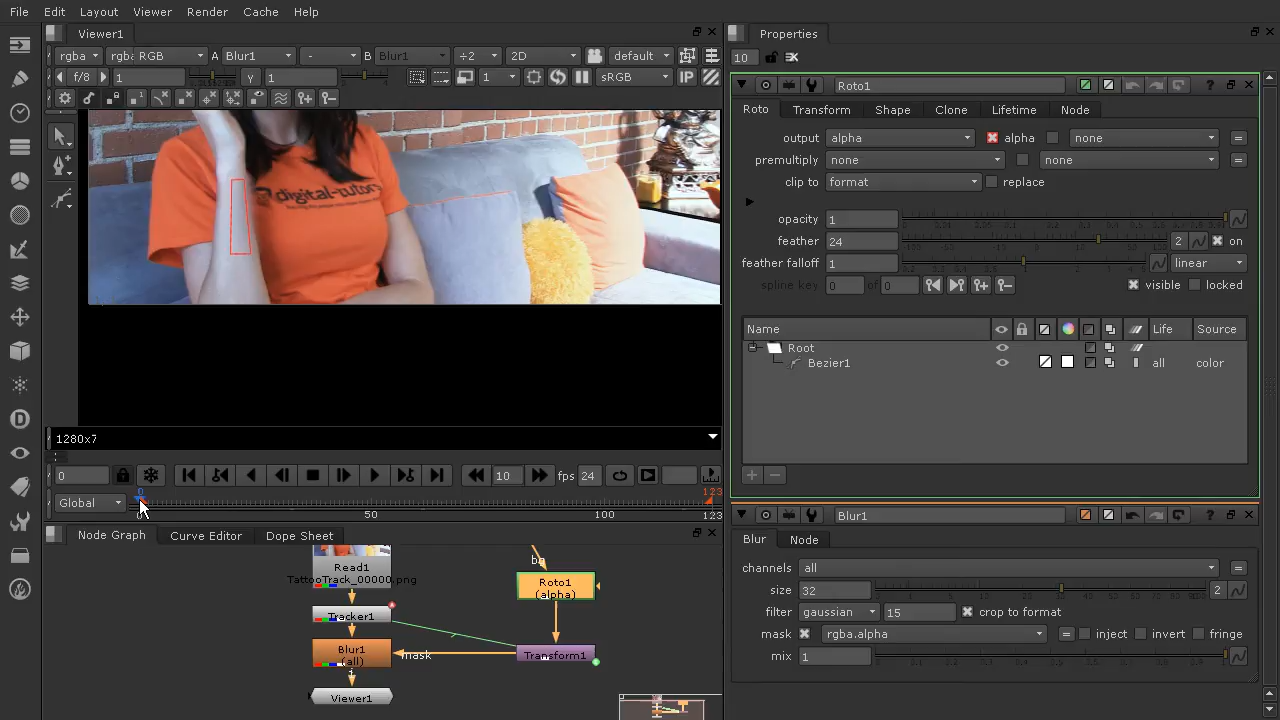 File Edit Layout Viewer Render Cache Help
Viewer1
Properties
rgba rgb RGB A Blur1 - B Blur1 ÷2 2D default
10
f/8 1 γ 1 1 sRGB IP
Roto1
Roto Transform Shape Clone Lifetime Node
output alpha alpha none
premultiply none none
clip to format replace
opacity 1
feather 24 2 on
feather falloff 1 linear
spline key 0 of 0 visible locked
Name Life Source
Root
Bezier1 all color
digital-tutors
1280x7
0 10 fps 24
0 123
Global 0 50 100 123
Node Graph Curve Editor Dope Sheet
Blur1
Blur Node
channels all
size 32 2
filter gaussian 15 crop to format
mask rgba.alpha = inject invert fringe
mix 1
bg
Read1
TattooTrack_00000.png
Roto1
(alpha)
Tracker1
Blur1
(all)
mask
Transform1
Viewer1